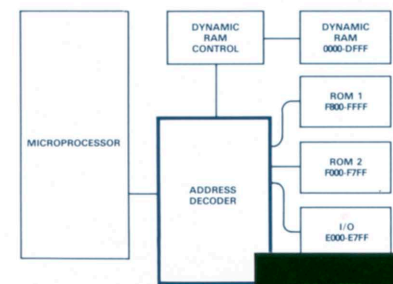 DYNAMIC
RAM
CONTROL
DYNAMIC
RAM
0000-DFFF
ROM 1
F800-FFFF
MICROPROCESSOR
ROM 2
F000-F7FF
ADDRESS
DECODER
I/O
E000-E7FF